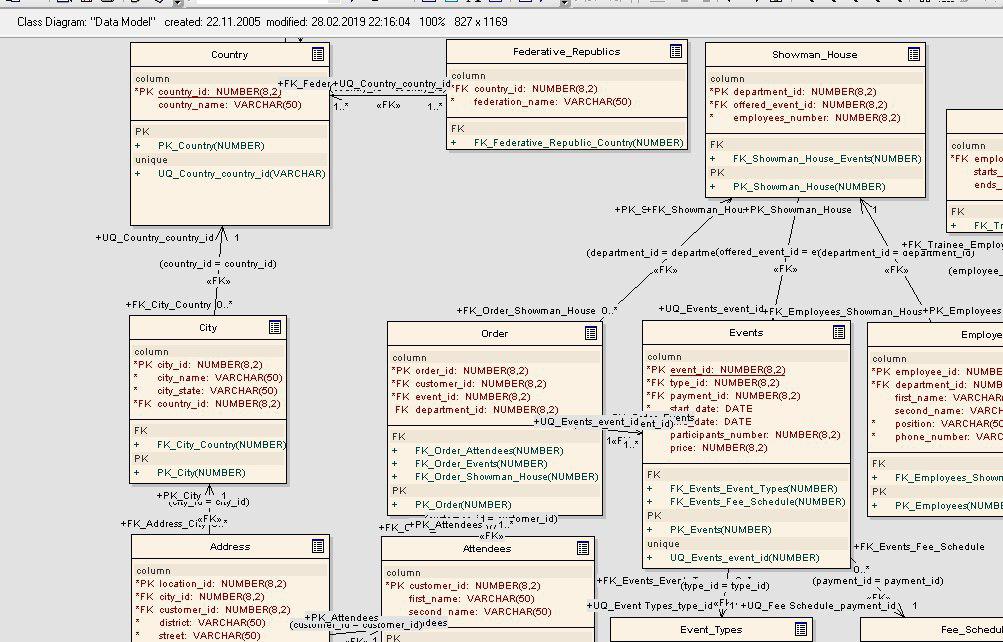 Class Diagram: "Data Model" created: 22.11.2005 modified: 28.02.2019 22:16:04 100% 827 x 1169
Country
column
*PK country_id: NUMBER(8,2)
country_name: VARCHAR(50)
PK
+ PK_Country(NUMBER)
unique
+ UQ_Country_country_id(VARCHAR)
+FK_Feder
+UQ_Country_country_id
1..*
«FK»
1..*
Federative_Republics
column
*FK country_id: NUMBER(8,2)
* federation_name: VARCHAR(50)
FK
+ FK_Federative_Republic_Country(NUMBER)
Showman_House
column
*PK department_id: NUMBER(8,2)
*FK offered_event_id: NUMBER(8,2)
* employees_number: NUMBER(8,2)
FK
+ FK_Showman_House_Events(NUMBER)
PK
+ PK_Showman_House(NUMBER)
column
*FK emplo
starts_
ends_
FK
+ FK_Tr
+UQ_Country_country_id
1
(country_id = country_id)
«FK»
+FK_City_Country
0..*
+PK_S
+FK_Showman_Hou
+PK_Showman_House
1
(department_id = departme
(offered_event_id = e
(department_id = department_id)
«FK»
«FK»
«FK»
+FK_Trainee_Employ
(employee_
+FK_Order_Showman_House
0..*
+UQ_Events_event_id
+FK_Employees_Showman_Hous
+PK_Employees
City
column
*PK city_id: NUMBER(8,2)
* city_name: VARCHAR(50)
* city_state: VARCHAR(50)
*FK country_id: NUMBER(8,2)
FK
+ FK_City_Country(NUMBER)
PK
+ PK_City(NUMBER)
Order
column
*PK order_id: NUMBER(8,2)
*FK customer_id: NUMBER(8,2)
*FK event_id: NUMBER(8,2)
FK department_id: NUMBER(8,2)
FK
+ FK_Order_Attendees(NUMBER)
+ FK_Order_Events(NUMBER)
+ FK_Order_Showman_House(NUMBER)
PK
+ PK_Order(NUMBER)
+UQ_Events_event_id
1
«F
1..*
Events
column
*PK event_id: NUMBER(8,2)
*FK type_id: NUMBER(8,2)
*FK payment_id: NUMBER(8,2)
* start_date: DATE
date: DATE
participants_number: NUMBER(8,2)
price: NUMBER(8,2)
FK
+ FK_Events_Event_Types(NUMBER)
+ FK_Events_Fee_Schedule(NUMBER)
PK
+ PK_Events(NUMBER)
unique
+ UQ_Events_event_id(NUMBER)
Employe
column
*PK employee_id: NUMB
*FK department_id: NUMB
first_name: VARCHA
second_name: VARCH
* position: VARCHAR(50
* phone_number: VARC
FK
+ FK_Employees_Showm
PK
+ PK_Employees(NUMBE
+PK_City
1
(city_id = city_id)
«FK»
+FK_Address_Ci
+PK_Attendees
1..*
«FK»
+FK_Events_Fee_Schedule
0..*
(payment_id = payment_id)
«FK»
(type_id = type_id)
+UQ_Event Types_type_id
1
+UQ_Fee Schedule_payment_id
1
Address
column
*PK location_id: NUMBER(8,2)
*FK city_id: NUMBER(8,2)
*FK customer_id: NUMBER(8,2)
* district: VARCHAR(50)
* street: VARCHAR(50)
+PK_Attendees
(customer_id = customer_id)
Attendees
column
*PK customer_id: NUMBER(8,2)
first_name: VARCHAR(50)
second_name: VARCHAR(50)
PK
Event_Types
Fee_Schedul